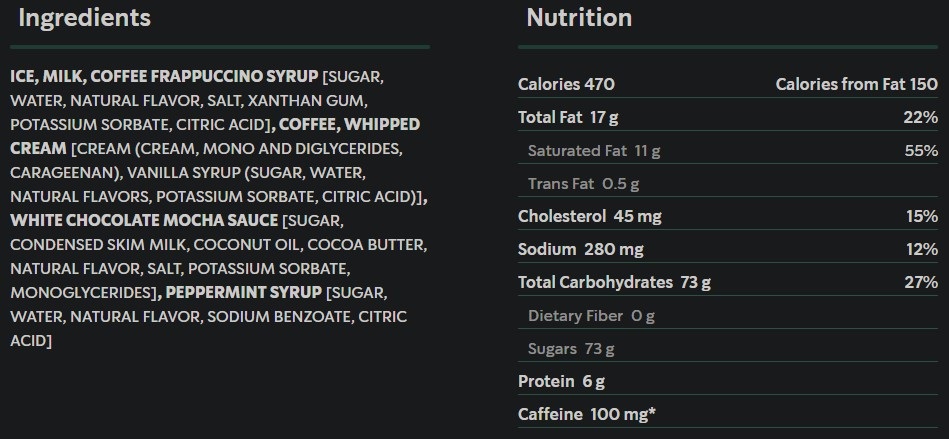 Ingredients
ICE, MILK, COFFEE FRAPPUCCINO SYRUP [SUGAR,
WATER, NATURAL FLAVOR, SALT, XANTHAN GUM,
POTASSIUM SORBATE, CITRIC ACID], COFFEE, WHIPPED
CREAM [CREAM (CREAM, MONO AND DIGLYCERIDES,
CARAGEENAN), VANILLA SYRUP (SUGAR, WATER,
NATURAL FLAVORS, POTASSIUM SORBATE, CITRIC ACID)],
WHITE CHOCOLATE MOCHA SAUCE [SUGAR,
CONDENSED SKIM MILK, COCONUT OIL, COCOA BUTTER,
NATURAL FLAVOR, SALT, POTASSIUM SORBATE,
MONOGLYCERIDES], PEPPERMINT SYRUP [SUGAR,
WATER, NATURAL FLAVOR, SODIUM BENZOATE, CITRIC
ACID]
Nutrition
Calories 470 Calories from Fat 150
Total Fat 17 g 22%
Saturated Fat 11 g 55%
Trans Fat 0.5 g
Cholesterol 45 mg 15%
Sodium 280 mg 12%
Total Carbohydrates 73 g 27%
Dietary Fiber 0 g
Sugars 73 g
Protein 6 g
Caffeine 100 mg*